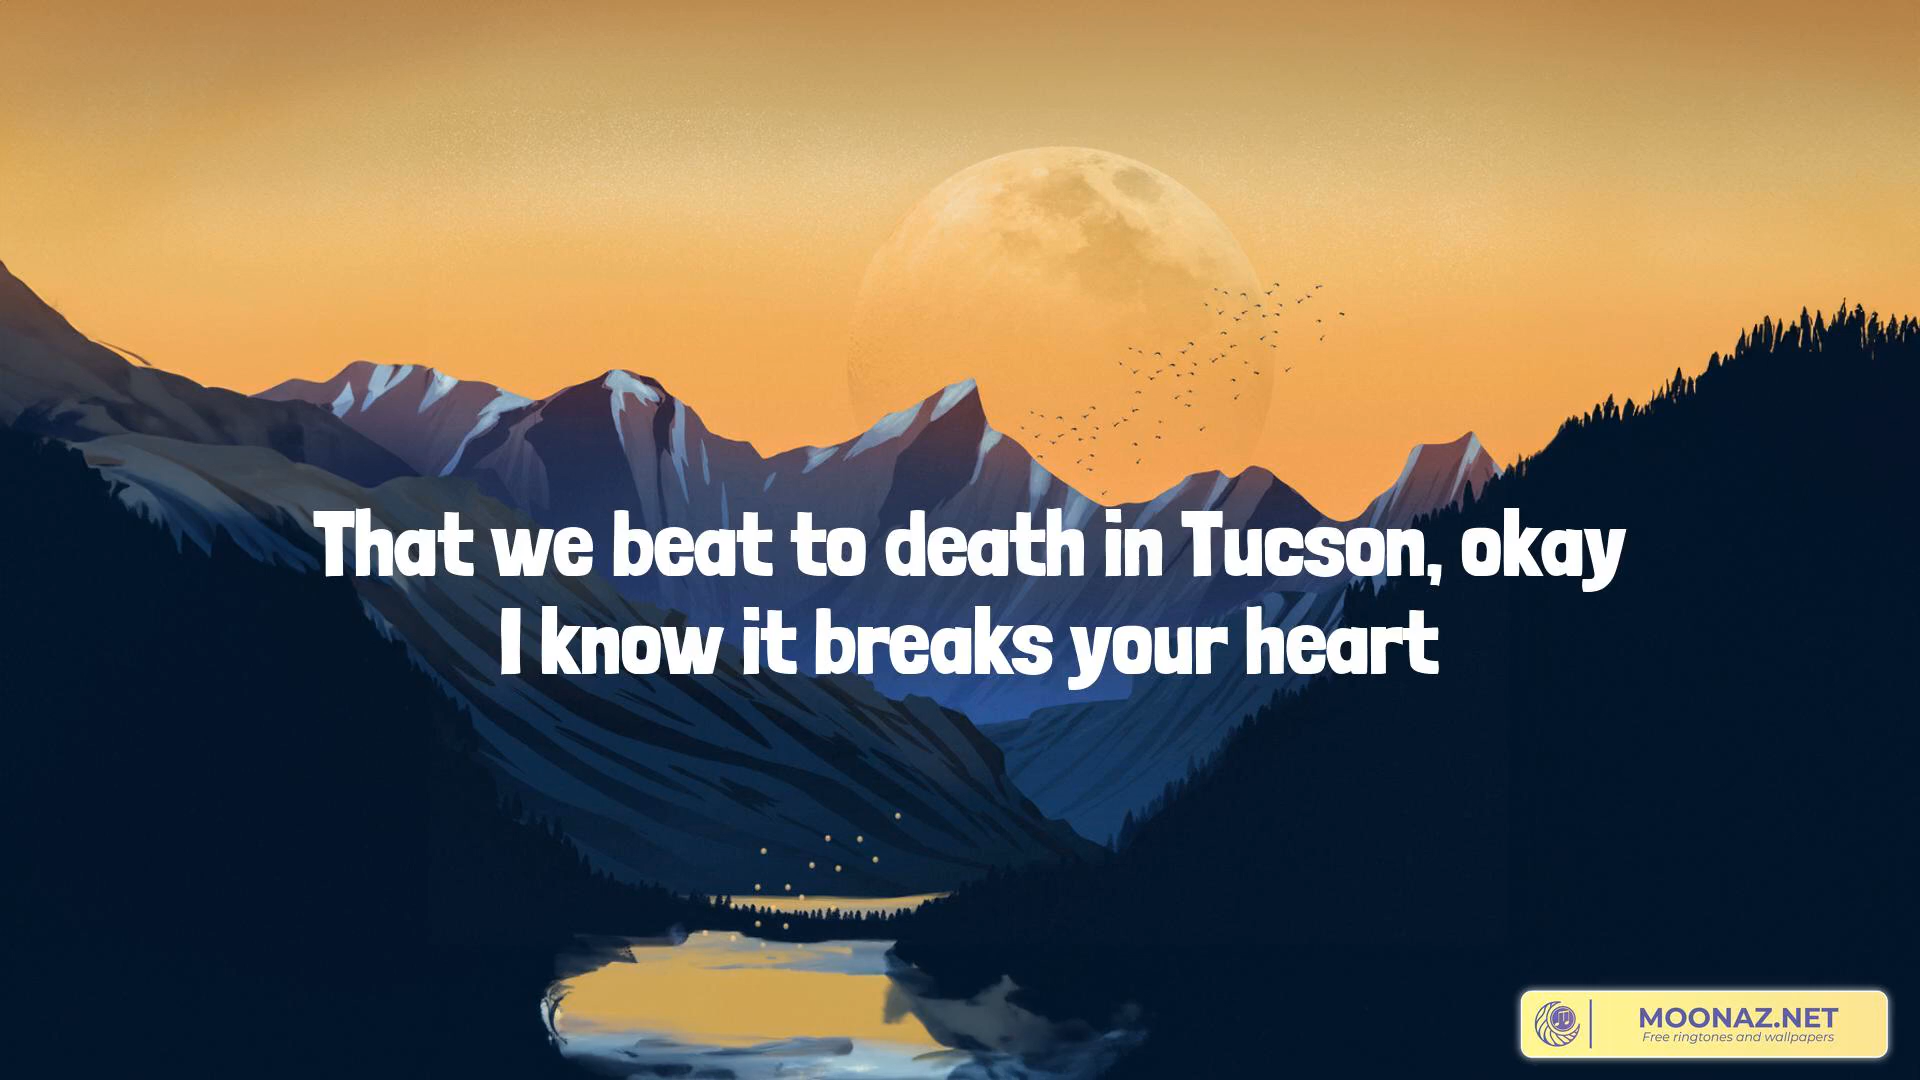 That we beat to death in Tucson, okay
I know it breaks your heart
MOONAZ.NET
Free ringtones and wallpapers